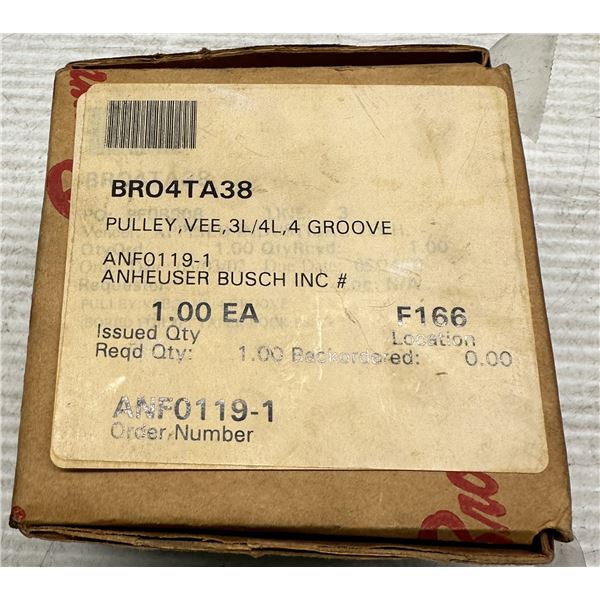 BRO4TA38
PULLEY,VEE,3L/4L,4 GROOVE
ANF0119-1
ANHEUSER BUSCH INC #
1.00 EA F166
Issued Qty Location
Reqd Qty: 1.00 Backordered: 0.00
ANF0119-1
Order Number
Bro